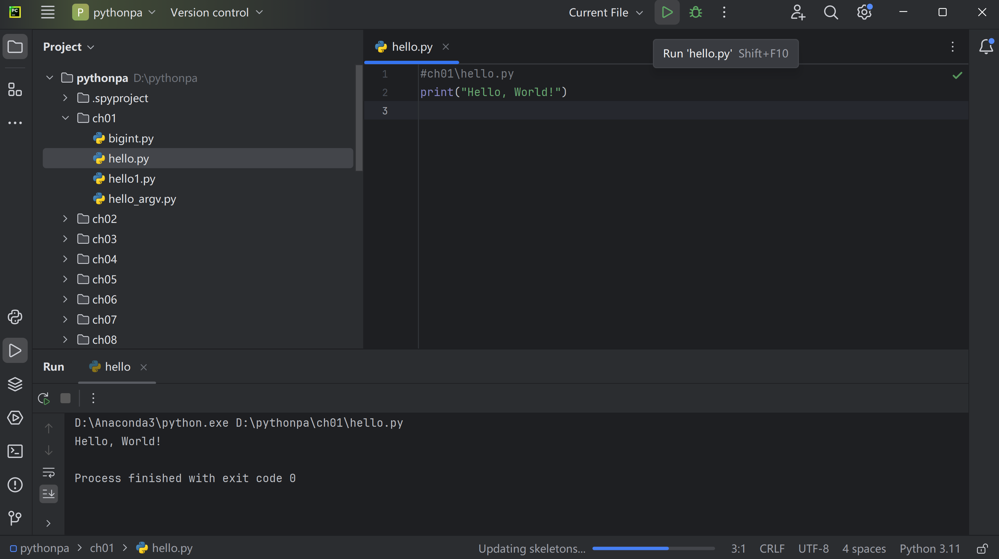 PC
P pythonpa Version control Current File
Project
hello.py
Run 'hello.py' Shift+F10
pythonpa D:\pythonpa
.spyproject
ch01
bigint.py
hello.py
hello1.py
hello_argv.py
ch02
ch03
ch04
ch05
ch06
ch07
ch08
1 #ch01\hello.py
2 print("Hello, World!")
3
Run hello
D:\Anaconda3\python.exe D:\pythonpa\ch01\hello.py
Hello, World!
Process finished with exit code 0
pythonpa > ch01 > hello.py Updating skeletons... 3:1 CRLF UTF-8 4 spaces Python 3.11